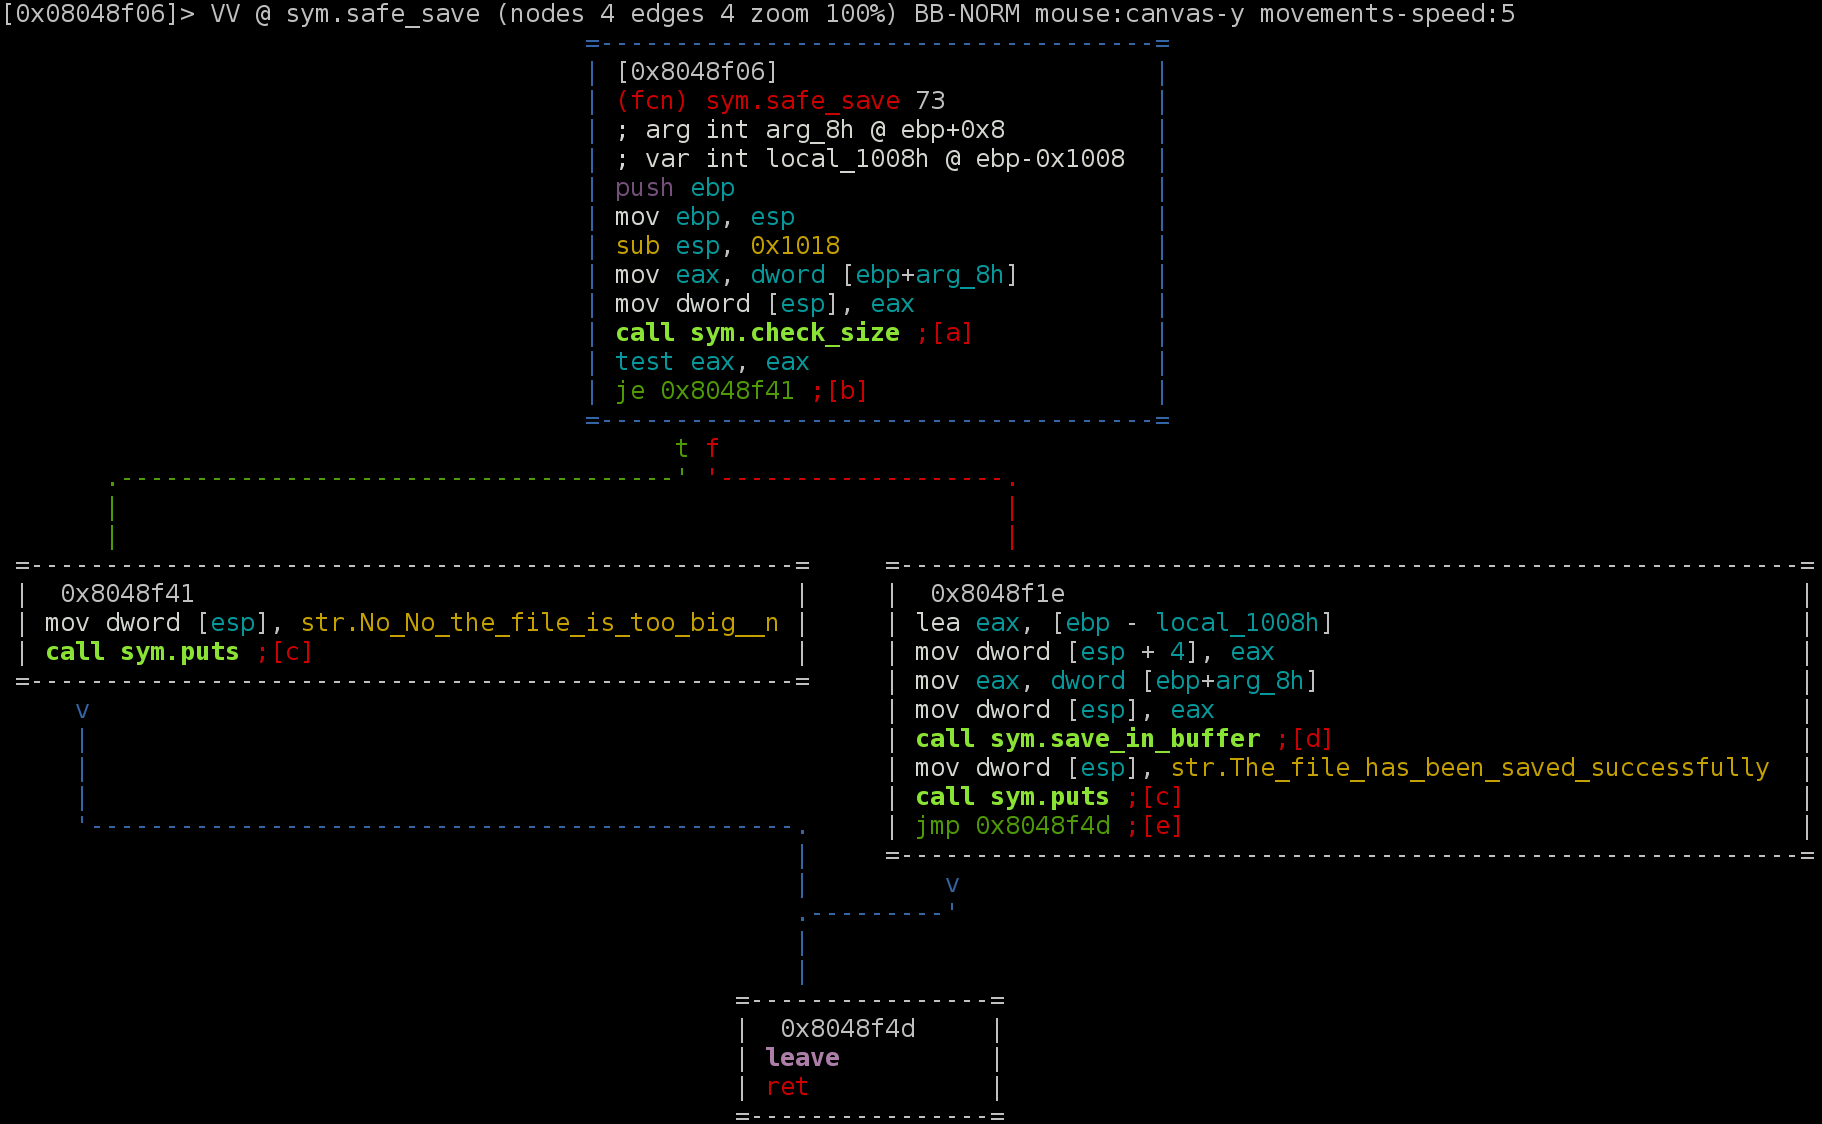 [0x08048f06]> VV @ sym.safe_save (nodes 4 edges 4 zoom 100%) BB-NORM mouse:canvas-y movements-speed:5
[0x8048f06]
(fcn) sym.safe_save 73
; arg int arg_8h @ ebp+0x8
; var int local_1008h @ ebp-0x1008
push ebp
mov ebp, esp
sub esp, 0x1018
mov eax, dword [ebp+arg_8h]
mov dword [esp], eax
call sym.check_size ;[a]
test eax, eax
je 0x8048f41 ;[b]
t f
0x8048f41
mov dword [esp], str.No_No_the_file_is_too_big__n
call sym.puts ;[c]
v
0x8048f1e
lea eax, [ebp - local_1008h]
mov dword [esp + 4], eax
mov eax, dword [ebp+arg_8h]
mov dword [esp], eax
call sym.save_in_buffer ;[d]
mov dword [esp], str.The_file_has_been_saved_successfully
call sym.puts ;[c]
jmp 0x8048f4d ;[e]
v
0x8048f4d
leave
ret